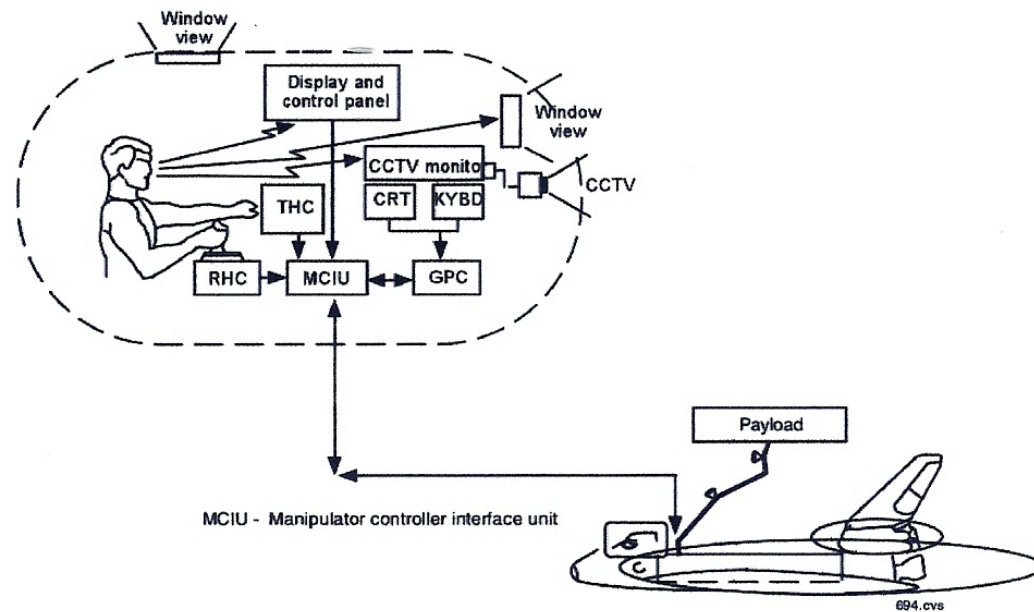 Window
view
Display and
control panel
Window
view
CCTV monito
CCTV
CRT
KYBD
THC
RHC
MCIU
GPC
Payload
MCIU - Manipulator controller interface unit
694.cvs